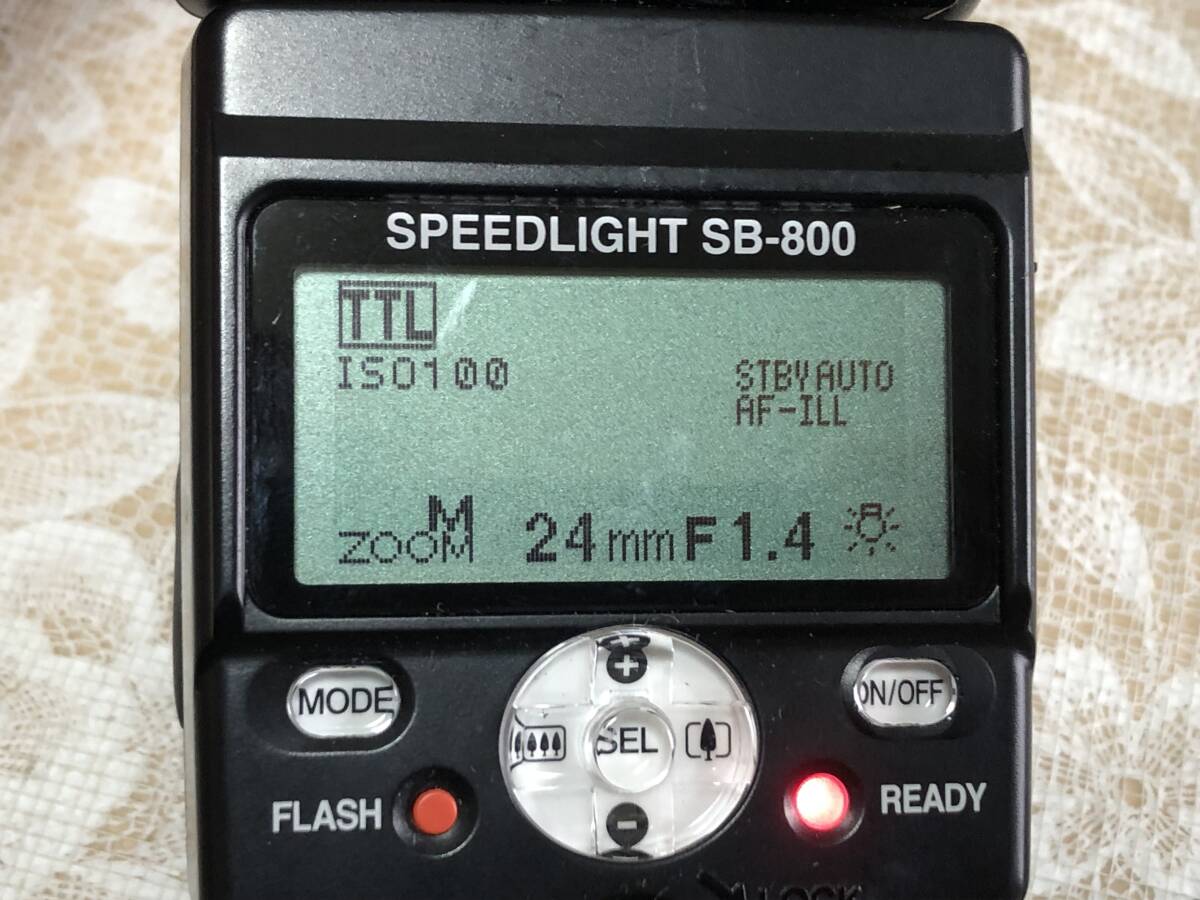 SPEEDLIGHT SB-800
TTL
ISO100
STBY AUTO
AF-ILL
M
ZOOM 24mm F1.4
MODE
ON/OFF
SEL
FLASH
READY
LOCK